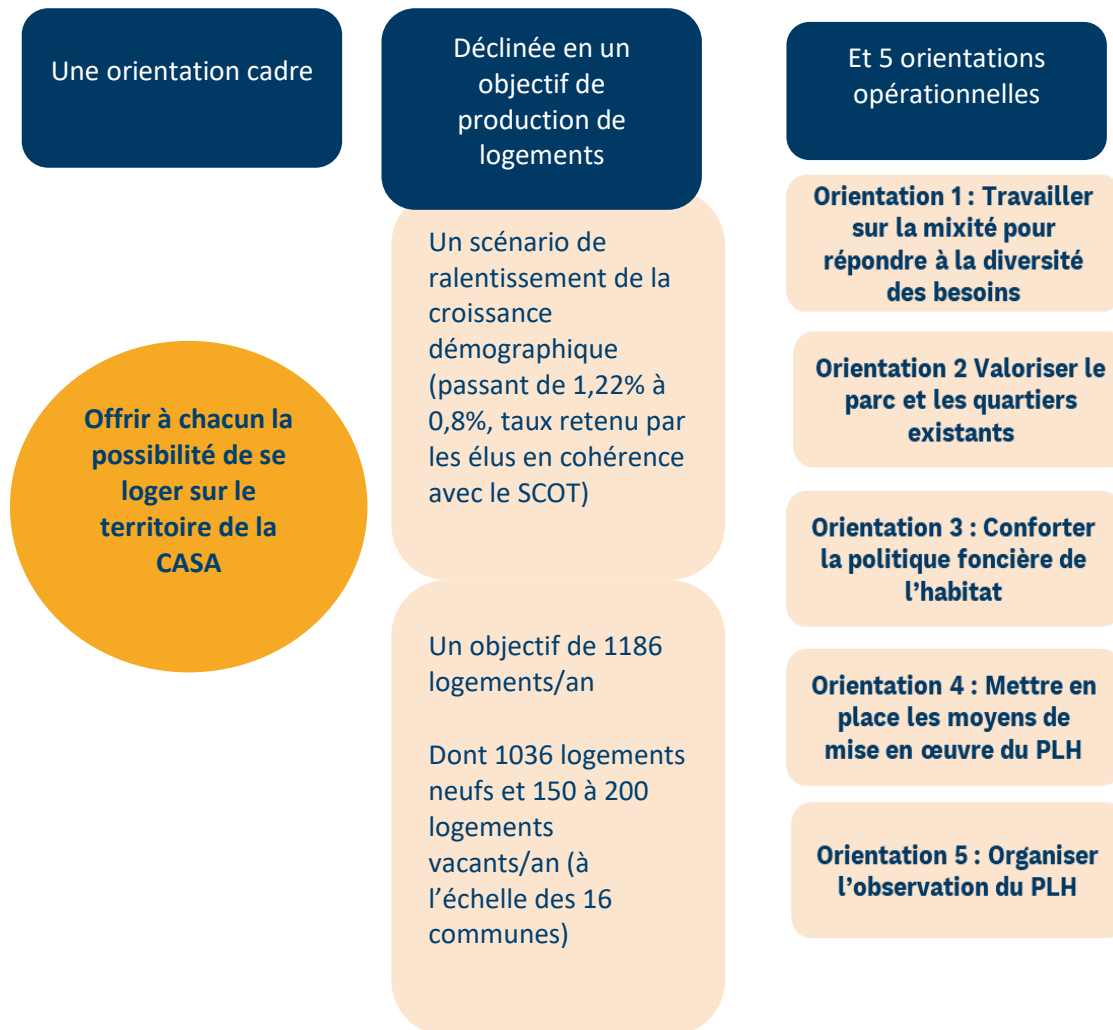 Une orientation cadre
Offrir à chacun la
possibilité de se
loger sur le
territoire de la
CASA
Déclinée en un
objectif de
production de
logements
Un scénario de
ralentissement de la
croissance
démographique
(passant de 1,22% à
0,8%, taux retenu par
les élus en cohérence
avec le SCOT)
Un objectif de 1186
logements/an
Dont 1036 logements
neufs et 150 à 200
logements
vacants/an (à
l’échelle des 16
communes)
Et 5 orientations
opérationnelles
Orientation 1 : Travailler
sur la mixité pour
répondre à la diversité
des besoins
Orientation 2 Valoriser le
parc et les quartiers
existants
Orientation 3 : Conforter
la politique foncière de
l’habitat
Orientation 4 : Mettre en
place les moyens de
mise en œuvre du PLH
Orientation 5 : Organiser
l’observation du PLH